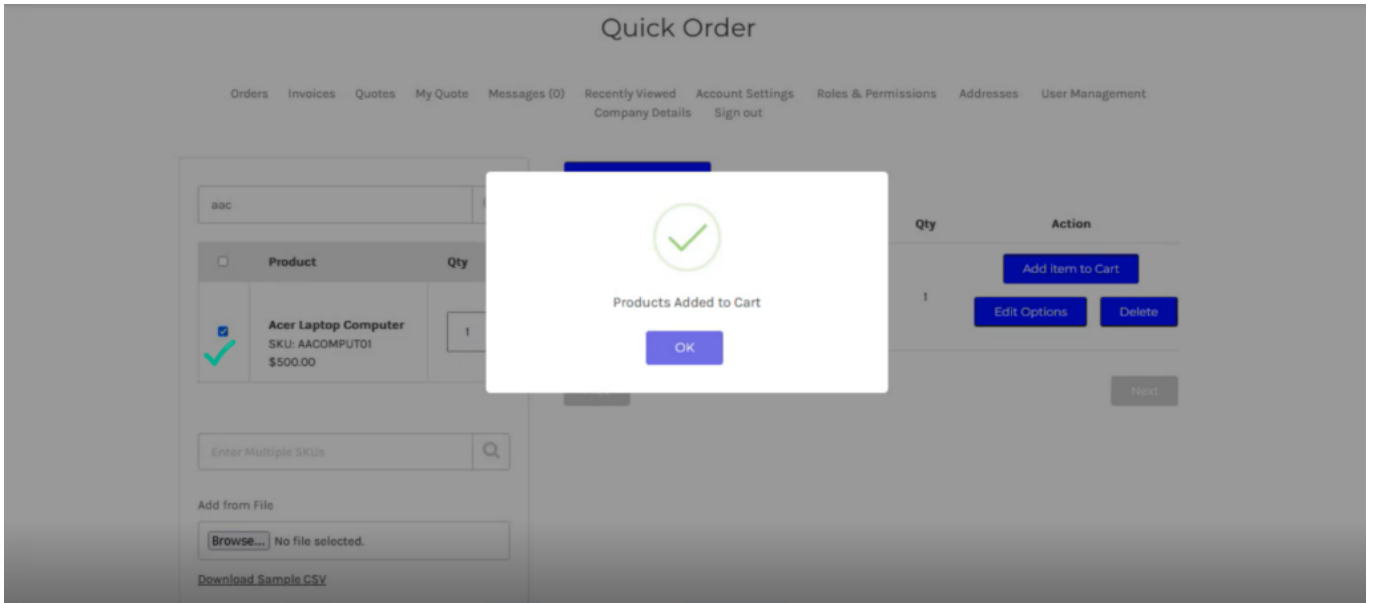 Quick Order
Orders Invoices Quotes My Quote Messages (0) Recently Viewed Account Settings Roles & Permissions Addresses User Management
Company Details Sign out
aac
Product Qty
Acer Laptop Computer
SKU: AACOMPUT01
$500.00
1
Enter Multiple SKUs
Add from File
Browse... No file selected.
Download Sample CSV
Products Added to Cart
OK
Qty Action
1
Add item to Cart
Edit Options Delete
Next